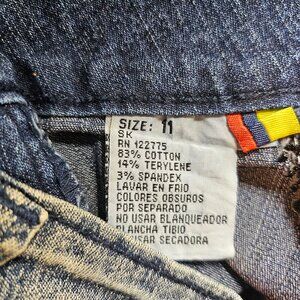 SIZE: 11
SK
RN 122775
83% COTTON
14% TERYLENE
3% SPANDEX
LAVAR EN FRIO
COLORES OBSUROS
POR SEPARADO
NO USAR BLANQUEADOR
PLANCHA TIBIO
NO USAR SECADORA